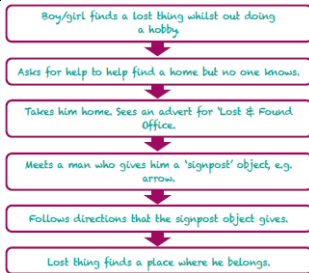 Boy/girl finds a lost thing whilst out doing
a hobby.
Asks for help to help find a home but no one knows.
Takes him home. Sees an advert for 'Lost & Found
Office.
Meets a man who gives him a 'signpost' object, e.g.
arrow.
Follows directions that the signpost object gives.
Lost thing finds a place where he belongs.